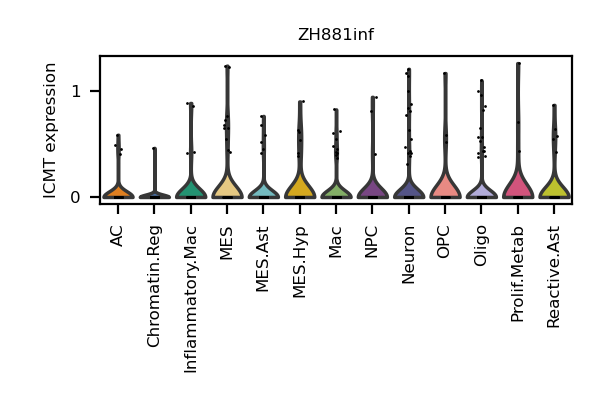 ZH881inf
ICMT expression
1
0
AC
Chromatin.Reg
Inflammatory.Mac
MES
MES.Ast
MES.Hyp
Mac
NPC
Neuron
OPC
Oligo
Prolif.Metab
Reactive.Ast